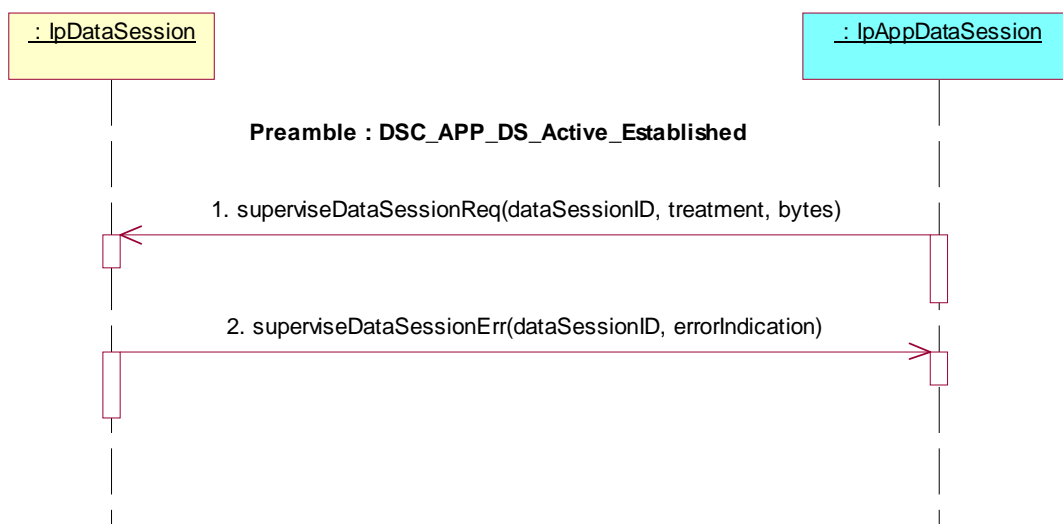 : IpDataSession
: IpAppDataSession
Preamble : DSC_APP_DS_Active_Established
1. superviseDataSessionReq(dataSessionID, treatment, bytes)
2. superviseDataSessionErr(dataSessionID, errorIndication)